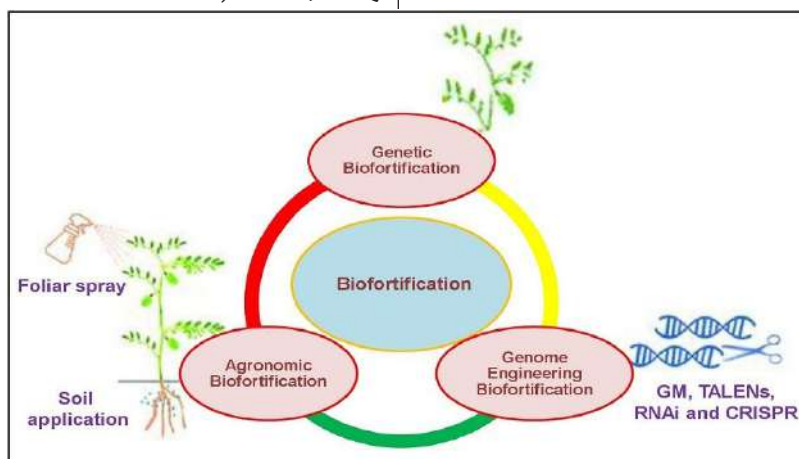 Genetic
Biofortification
Biofortification
Foliar spray
Agronomic
Biofortification
Genome
Engineering
Biofortification
Soil
application
GM, TALENs,
RNAi and CRISPR